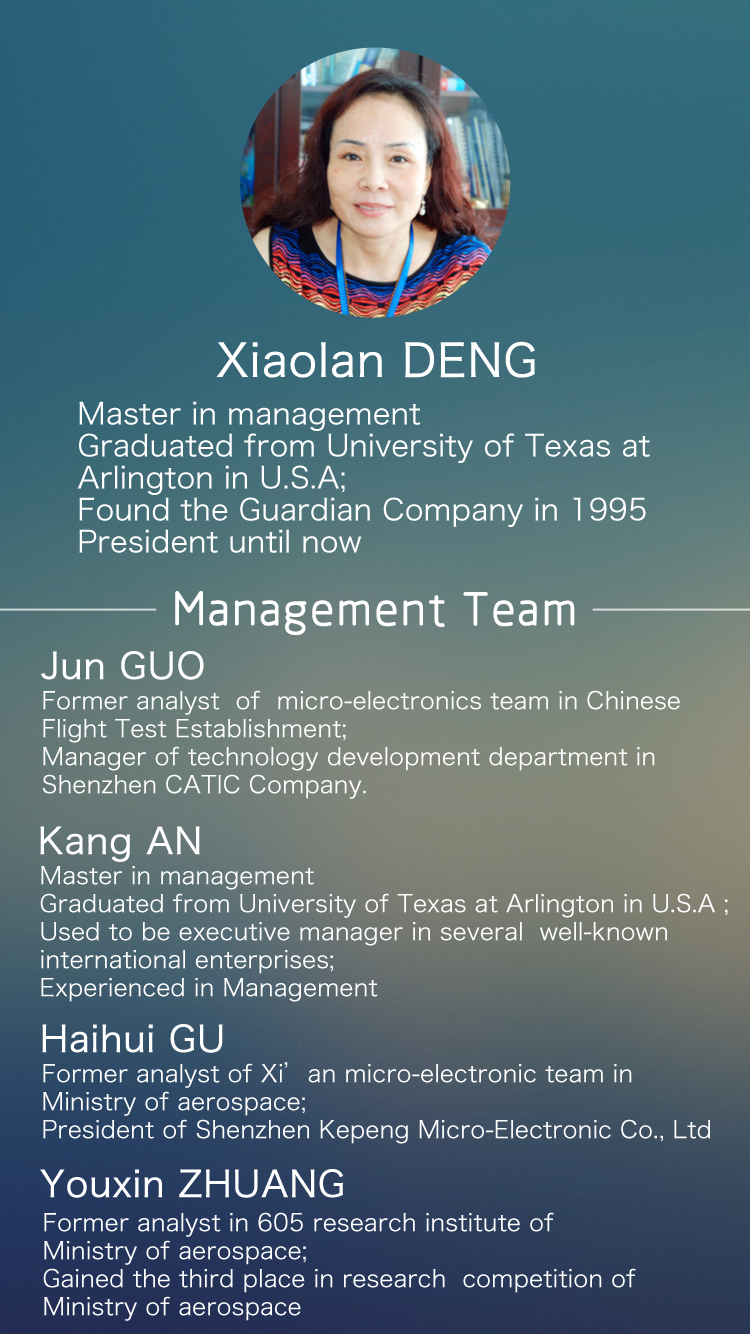 Xiaolan DENG
Master in management
Graduated from University of Texas at
Arlington in U.S.A;
Found the Guardian Company in 1995
President until now
Management Team
Jun GUO
Former analyst  of  micro-electronics team in Chinese
Flight Test Establishment;
Manager of technology development department in
Shenzhen CATIC Company.
Kang AN
Master in management
Graduated from University of Texas at Arlington in U.S.A ;
Used to be executive manager in several  well-known
international enterprises;
Experienced in Management
Haihui GU
Former analyst of Xi’ an micro-electronic team in
Ministry of aerospace;
President of Shenzhen Kepeng Micro-Electronic Co., Ltd
Youxin ZHUANG
Former analyst in 605 research institute of
Ministry of aerospace;
Gained the third place in research  competition of
Ministry of aerospace